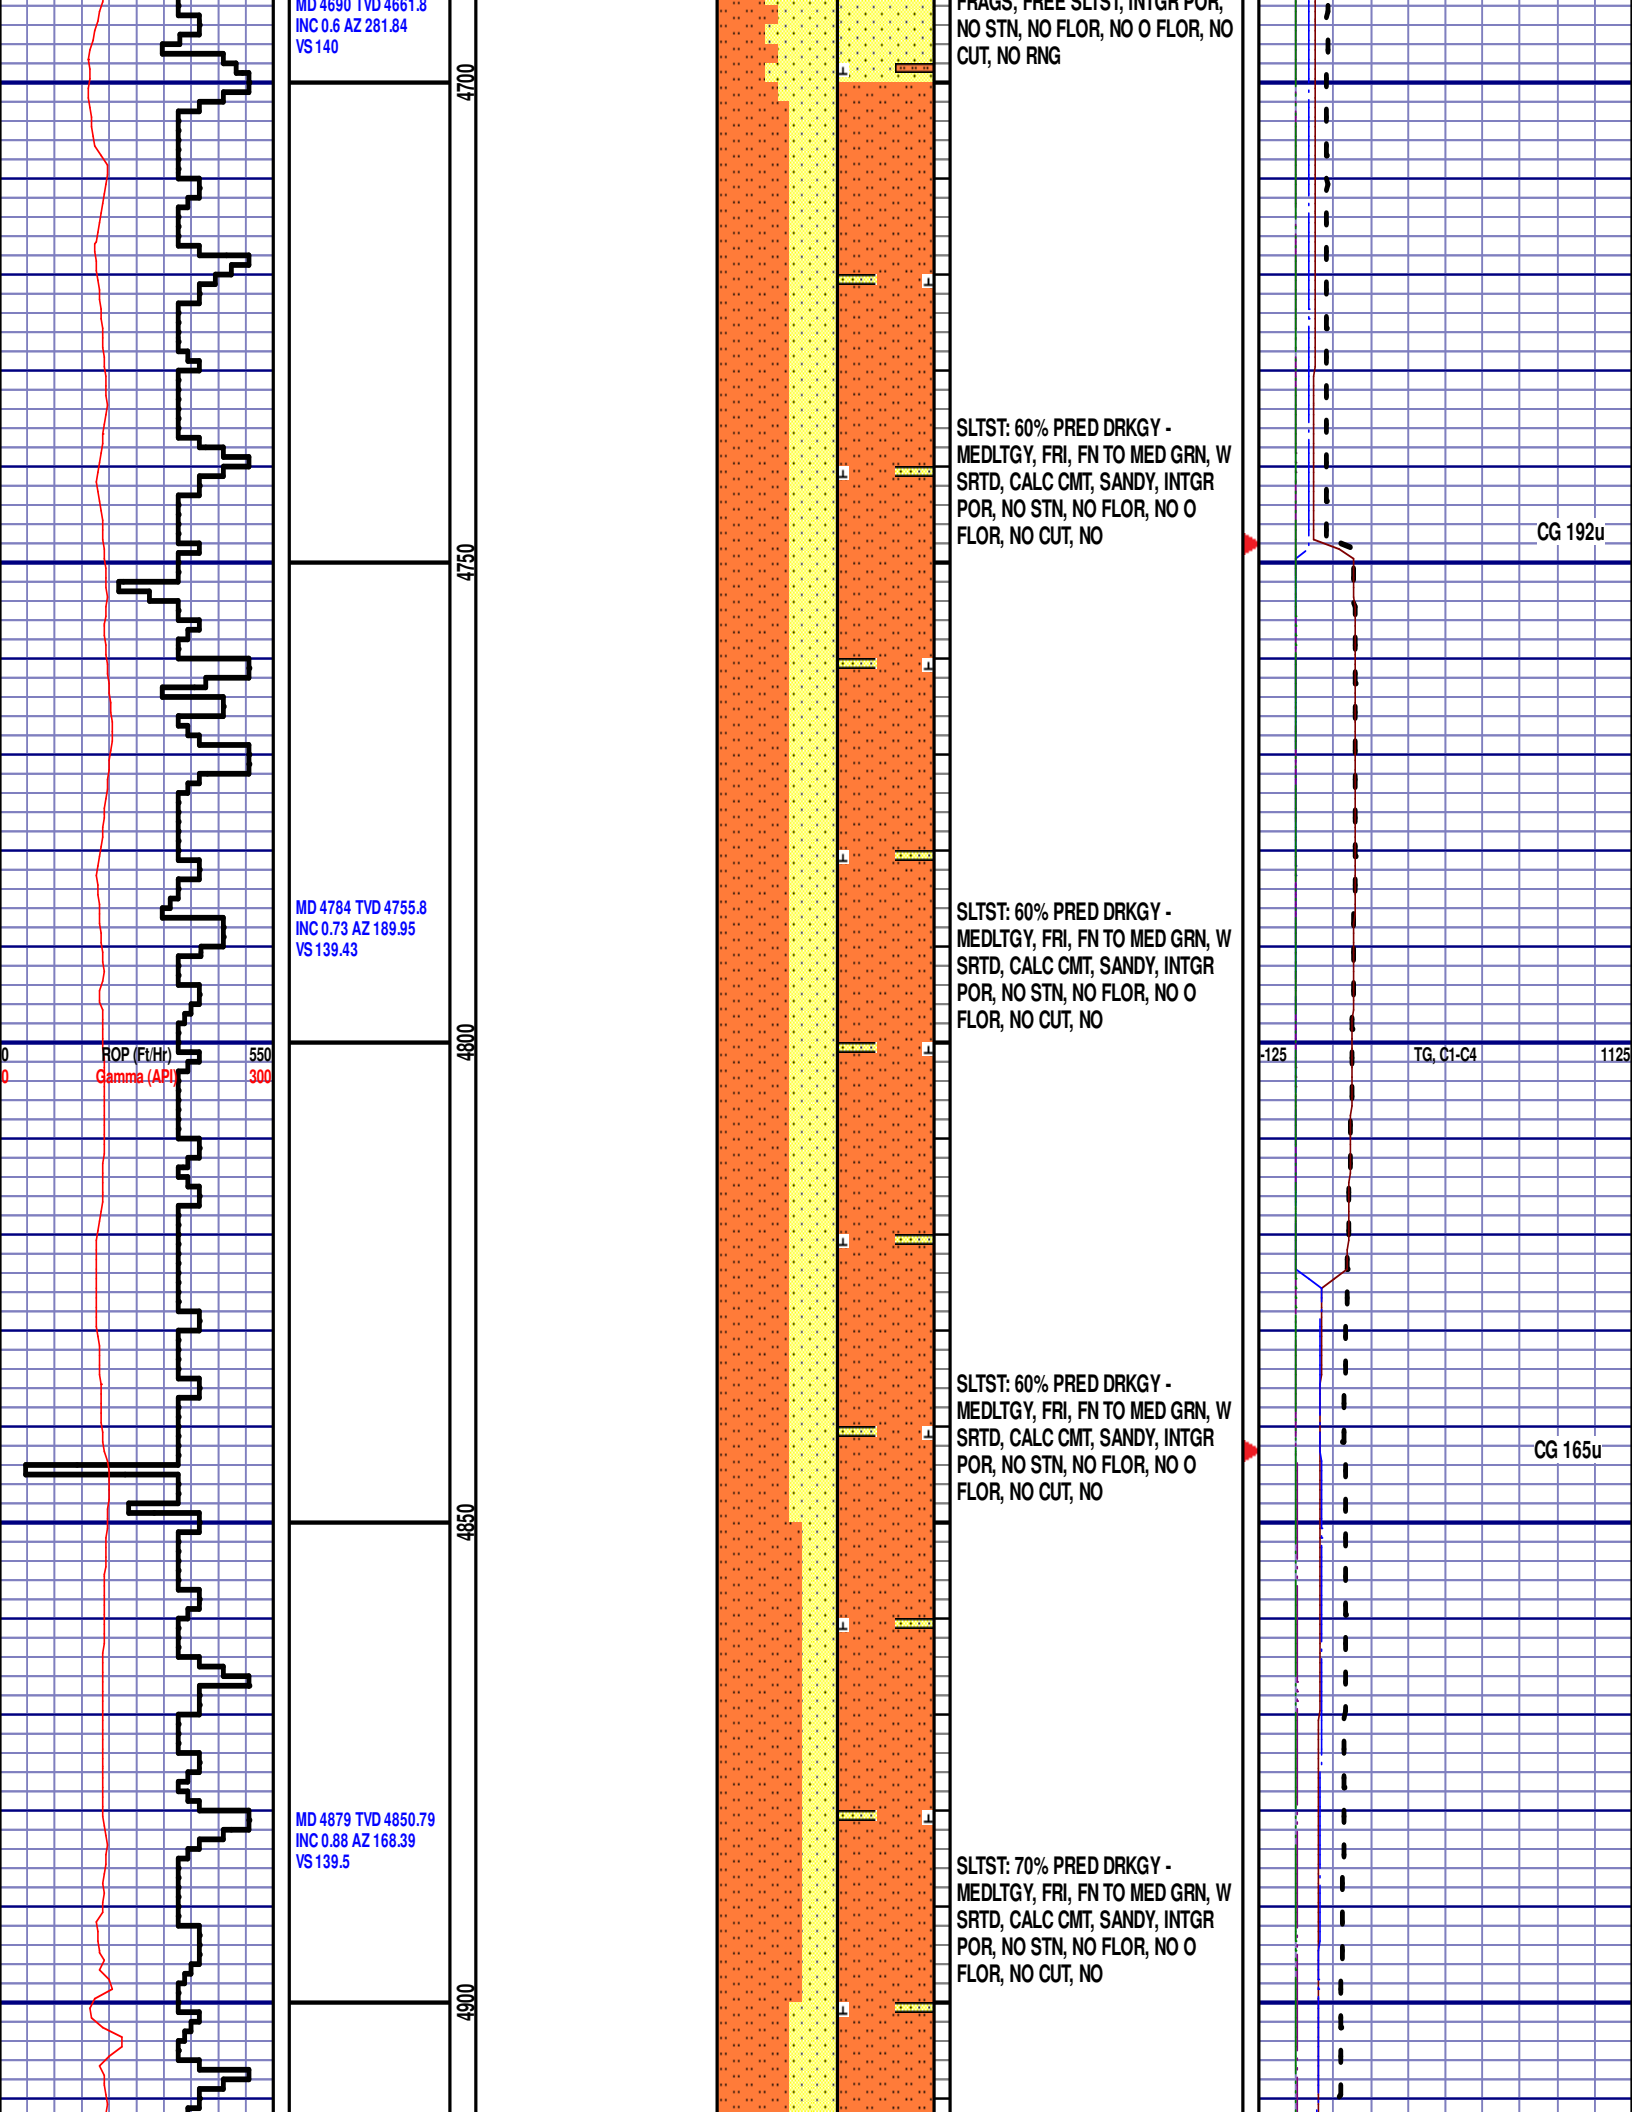 MD 4690 TVD 4661.8
INC 0.6 AZ 281.84
VS 140
FRAGS, FREE SLTST, INTGR POR,
NO STN, NO FLOR, NO O FLOR, NO
CUT, NO RNG
4700
SLTST: 60% PRED DRKGY -
MEDLTGY, FRI, FN TO MED GRN, W
SRTD, CALC CMT, SANDY, INTGR
POR, NO STN, NO FLOR, NO O
FLOR, NO CUT, NO
CG 192u
4750
MD 4784 TVD 4755.8
INC 0.73 AZ 189.95
VS 139.43
SLTST: 60% PRED DRKGY -
MEDLTGY, FRI, FN TO MED GRN, W
SRTD, CALC CMT, SANDY, INTGR
POR, NO STN, NO FLOR, NO O
FLOR, NO CUT, NO
4800
0 ROP (Ft/Hr) 550
0 Gamma (API) 300
-125 TG, C1-C4 1125
SLTST: 60% PRED DRKGY -
MEDLTGY, FRI, FN TO MED GRN, W
SRTD, CALC CMT, SANDY, INTGR
POR, NO STN, NO FLOR, NO O
FLOR, NO CUT, NO
CG 165u
4850
MD 4879 TVD 4850.79
INC 0.88 AZ 168.39
VS 139.5
SLTST: 70% PRED DRKGY -
MEDLTGY, FRI, FN TO MED GRN, W
SRTD, CALC CMT, SANDY, INTGR
POR, NO STN, NO FLOR, NO O
FLOR, NO CUT, NO
4900